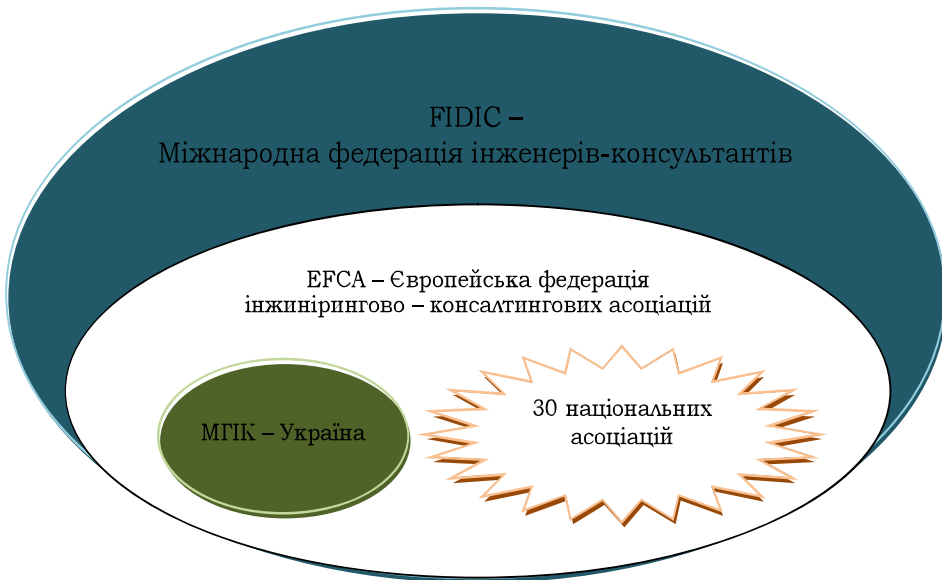 FIDIC –
Міжнародна федерація інженерів-консультантів
EFCA – Європейська федерація
інжинірингово – консалтингових асоціацій
МГІК – Україна
30 національних
асоціацій